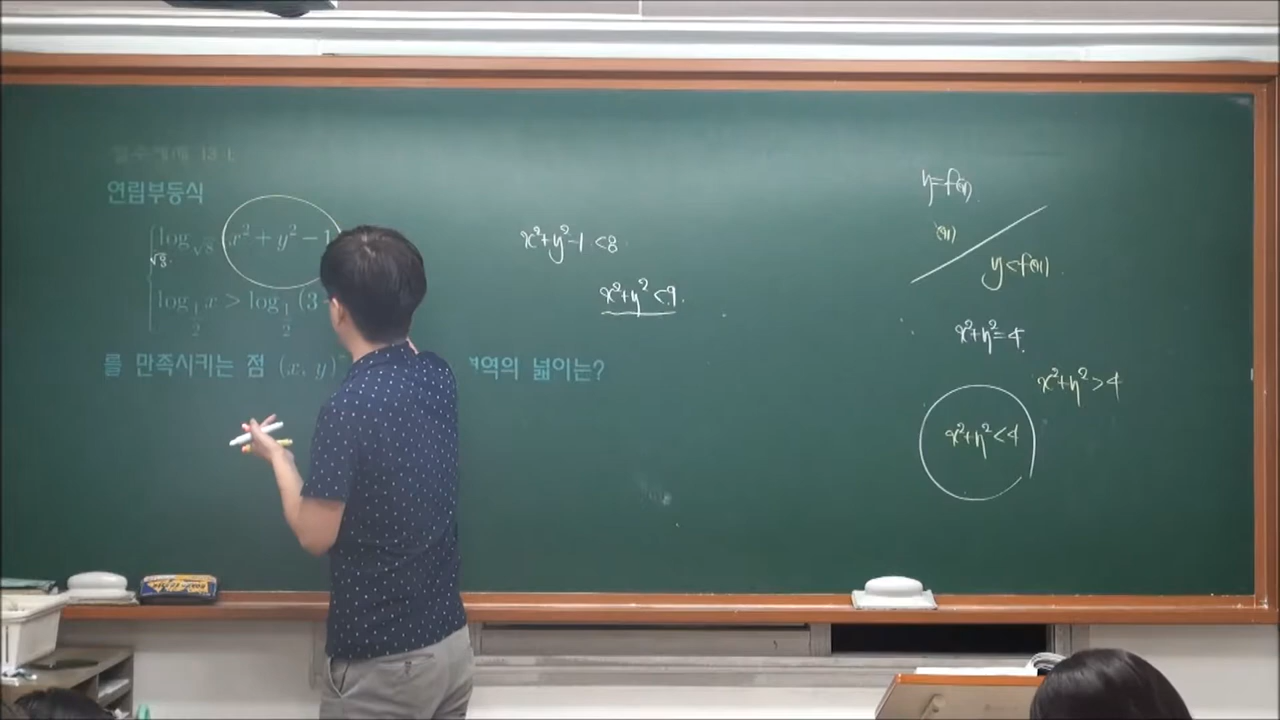 필수예제 13-1
연립부등식
log√8 x² + y² − 1
√8
log 1/2 x > log 1/2 (3
를 만족시키는 점 (x, y) 역의 넓이는?
x²+y²−1<8
x²+y²<9
y=f(x)
y<f(x)
x²+y²=4
x²+y²>4
x²+y²<4